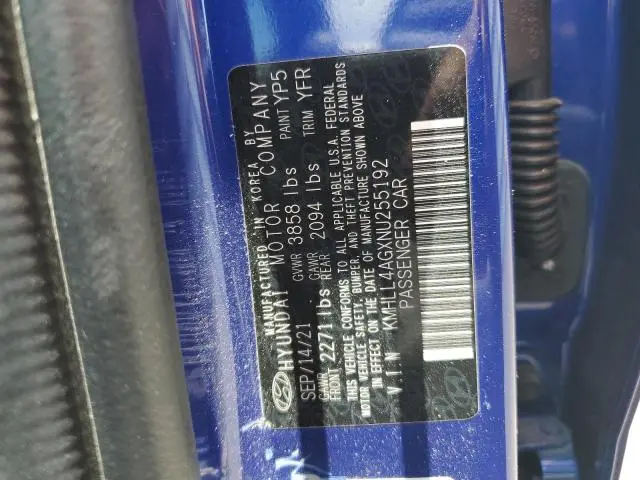 MANUFACTURED IN KOREA BY
HYUNDAI MOTOR COMPANY
SEP/14/21 GVWR 3858 lbs PAINT YP5
GAWR FRONT 2271 lbs GAWR REAR 2094 lbs TRIM YFR
THIS VEHICLE CONFORMS TO ALL APPLICABLE U.S.A. FEDERAL
MOTOR VEHICLE SAFETY, BUMPER, AND THEFT PREVENTION STANDARDS
IN EFFECT ON THE DATE OF MANUFACTURE SHOWN ABOVE
V.I.N KMHLL4AGXNU255192
PASSENGER CAR